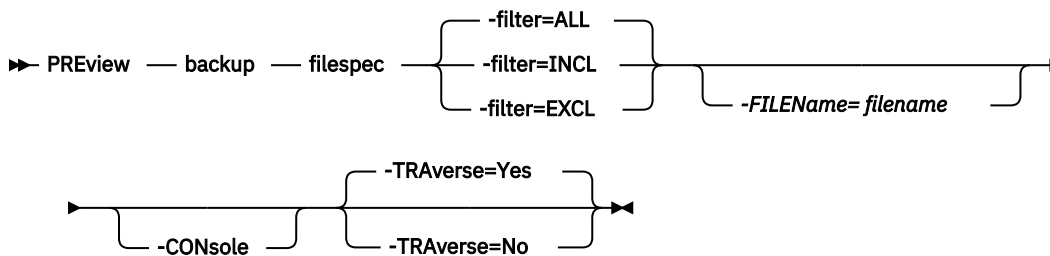 -filter=ALL
PREview backup filespec -filter=INCL
-filter=EXCL
-FILEName= filename
-TRAverse=Yes
-CONsole
-TRAverse=No